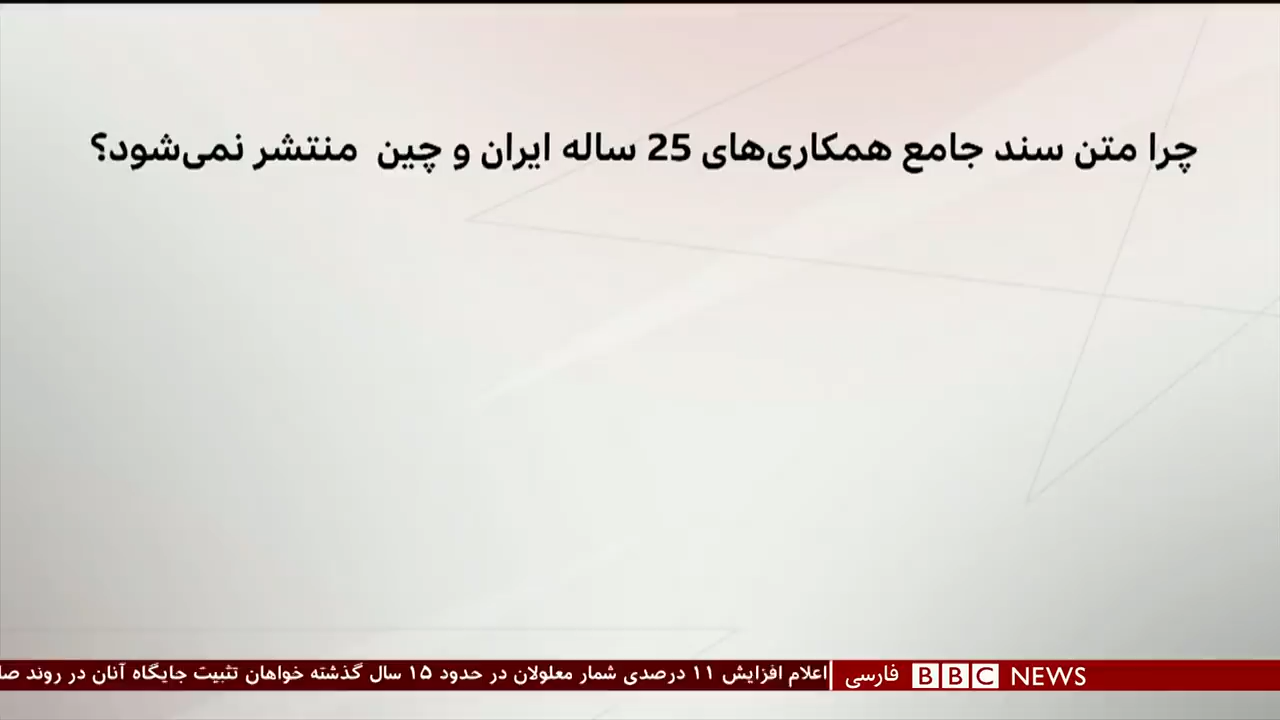 چرا متن سند جامع همکاری‌های 25 ساله ایران و چین منتشر نمی‌شود؟
BBC NEWS فارسی
اعلام افزایش ۱۱ درصدی شمار معلولان در حدود ۱۵ سال گذشته خواهان تثبیت جایگاه آنان در روند